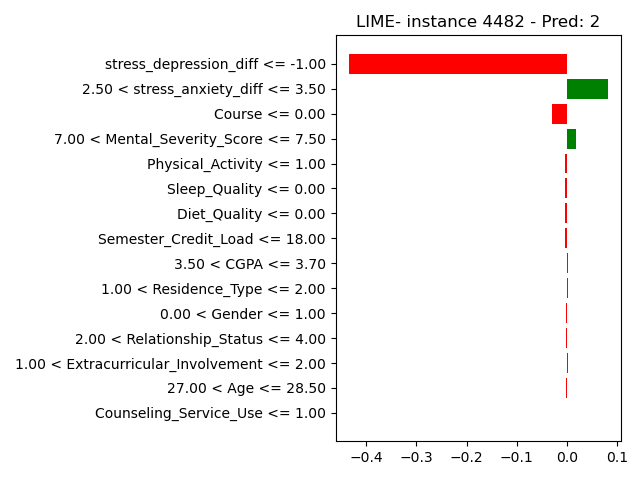 LIME- instance 4482 - Pred: 2
stress_depression_diff <= -1.00
2.50 < stress_anxiety_diff <= 3.50
Course <= 0.00
7.00 < Mental_Severity_Score <= 7.50
Physical_Activity <= 1.00
Sleep_Quality <= 0.00
Diet_Quality <= 0.00
Semester_Credit_Load <= 18.00
3.50 < CGPA <= 3.70
1.00 < Residence_Type <= 2.00
0.00 < Gender <= 1.00
2.00 < Relationship_Status <= 4.00
1.00 < Extracurricular_Involvement <= 2.00
27.00 < Age <= 28.50
Counseling_Service_Use <= 1.00
−0.4 −0.3 −0.2 −0.1 0.0 0.1